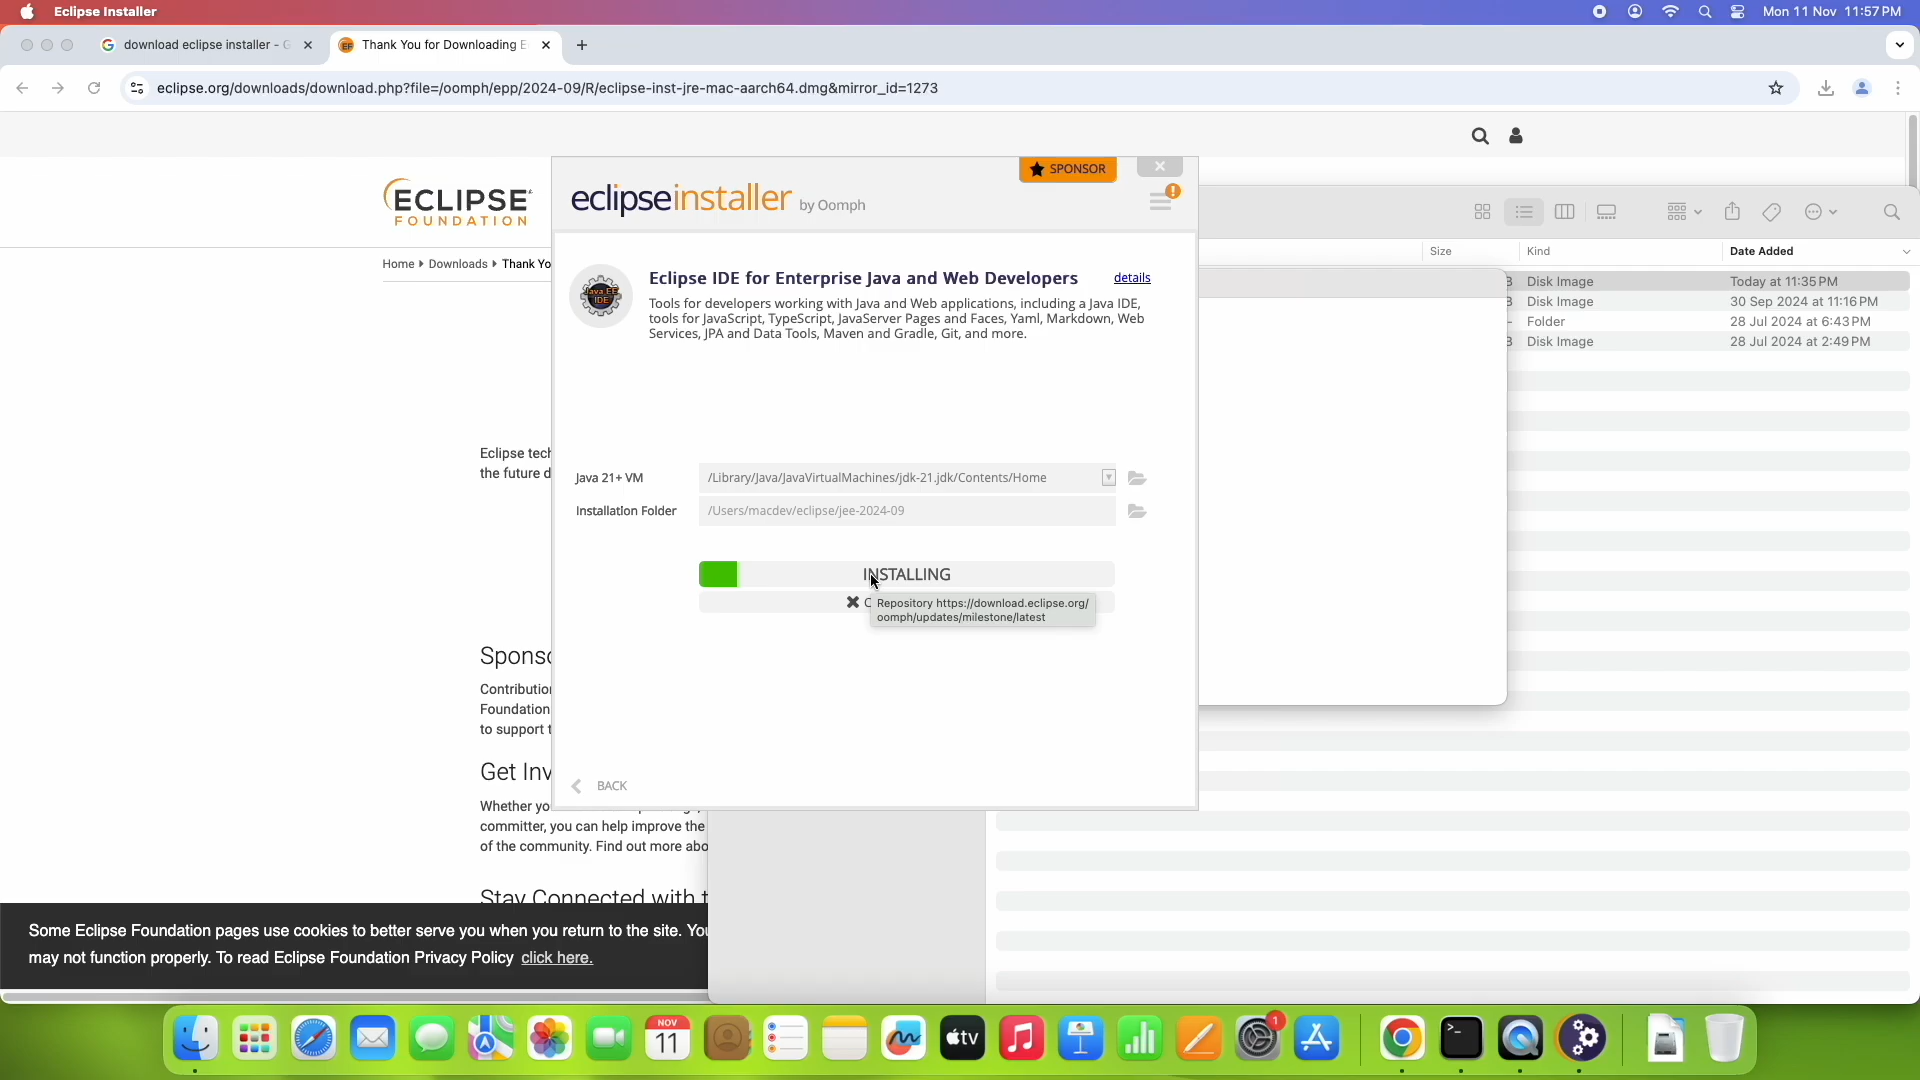 Eclipse Installer
Mon 11 Nov 11:57 PM
download eclipse installer - G
Thank You for Downloading E
eclipse.org/downloads/download.php?file=/oomph/epp/2024-09/R/eclipse-inst-jre-mac-aarch64.dmg&mirror_id=1273
ECLIPSE
FOUNDATION
Home Downloads Thank Yo
SPONSOR
eclipseinstaller by Oomph
!
Eclipse IDE for Enterprise Java and Web Developers details
Java EE
IDE
Tools for developers working with Java and Web applications, including a Java IDE,
tools for JavaScript, TypeScript, JavaServer Pages and Faces, Yaml, Markdown, Web
Services, JPA and Data Tools, Maven and Gradle, Git, and more.
Java 21+ VM /Library/Java/JavaVirtualMachines/jdk-21.jdk/Contents/Home
Installation Folder /Users/macdev/eclipse/jee-2024-09
INSTALLING
Repository https://download.eclipse.org/
oomph/updates/milestone/latest
BACK
Size Kind Date Added
Disk Image Today at 11:35 PM
Disk Image 30 Sep 2024 at 11:16 PM
Folder 28 Jul 2024 at 6:43 PM
Disk Image 28 Jul 2024 at 2:49 PM
Eclipse tech
the future d
Sponso
Contribution
Foundation
to support t
Get Inv
Whether yo
committer, you can help improve the
of the community. Find out more abo
Stay Connected with t
Some Eclipse Foundation pages use cookies to better serve you when you return to the site. You
may not function properly. To read Eclipse Foundation Privacy Policy click here.
NOV
11
tv
1